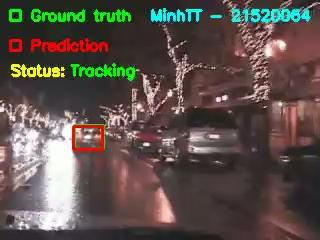 Ground truth MinhTT - 21520064
Prediction
Status: Tracking